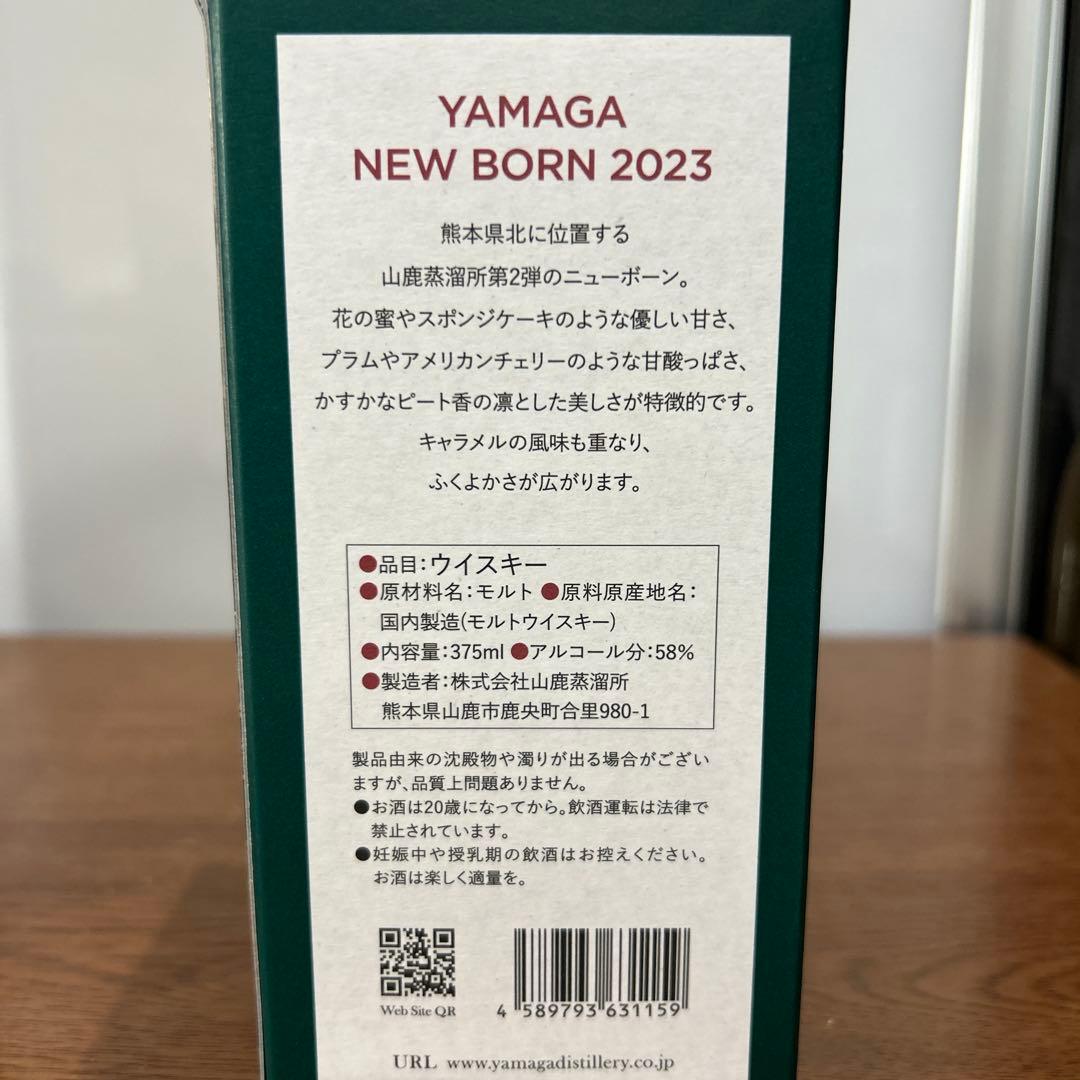 YAMAGA
NEW BORN 2023
熊本県北に位置する
山鹿蒸溜所第2弾のニューボーン。
花の蜜やスポンジケーキのような優しい甘さ、
プラムやアメリカンチェリーのような甘酸っぱさ、
かすかなピート香の凛とした美しさが特徴的です。
キャラメルの風味も重なり、
ふくよかさが広がります。
●品目:ウイスキー
●原材料名:モルト ●原料原産地名:
国内製造(モルトウイスキー)
●内容量:375ml ●アルコール分:58%
●製造者:株式会社山鹿蒸溜所
熊本県山鹿市鹿央町合里980-1
製品由来の沈殿物や濁りが出る場合がござい
ますが、品質上問題ありません。
●お酒は20歳になってから。飲酒運転は法律で
禁止されています。
●妊娠中や授乳期の飲酒はお控えください。
お酒は楽しく適量を。
Web Site QR
4 589793 631159
URL www.yamagadistillery.co.jp